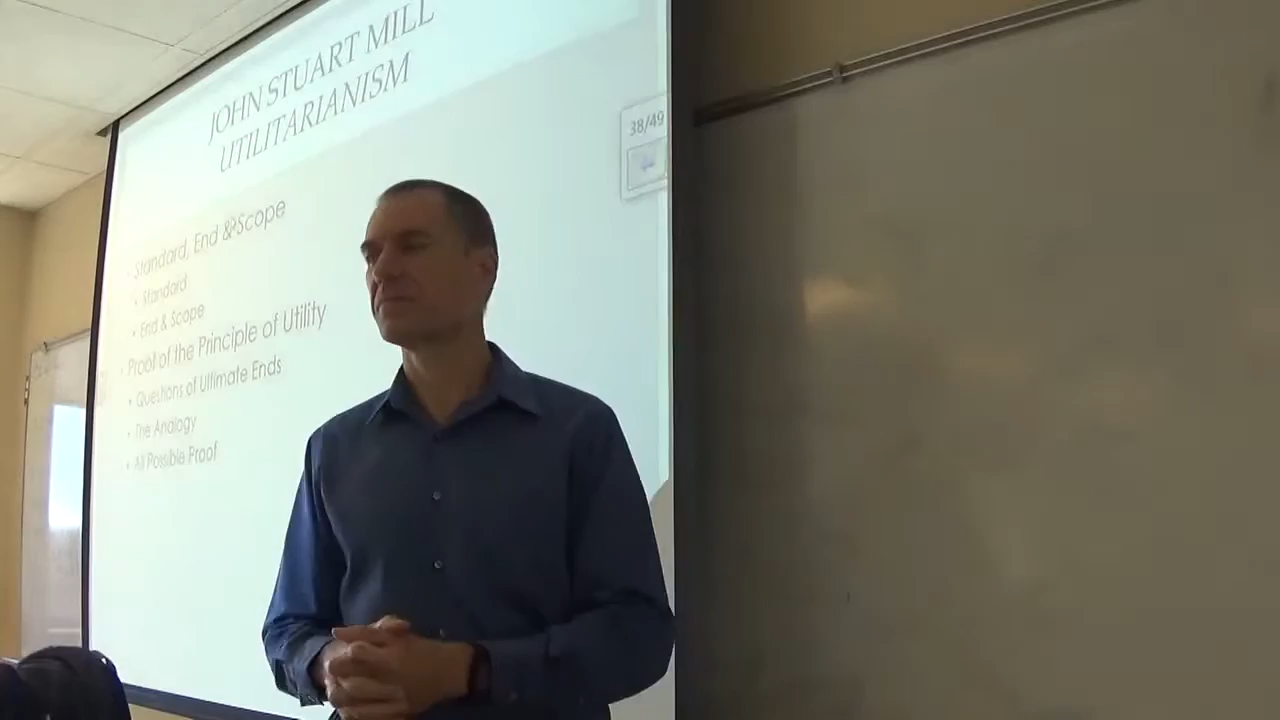 JOHN STUART MILL
UTILITARIANISM
38/49
• Standard, End & Scope
• Standard
• End & Scope
• Proof of the Principle of Utility
• Questions of Ultimate Ends
• The Analogy
• All Possible Proof